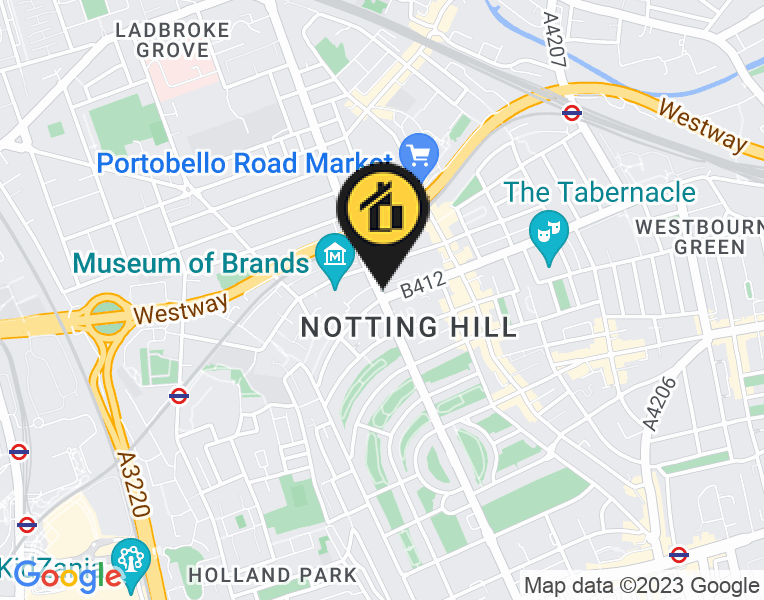 LADBROKE
GROVE
A4207
Westway
Portobello Road Market
The Tabernacle
WESTBOURN
GREEN
Museum of Brands
M
B412
Westway
NOTTING HILL
A4206
A3220
KidZania
Google
HOLLAND PARK
Map data ©2023 Google